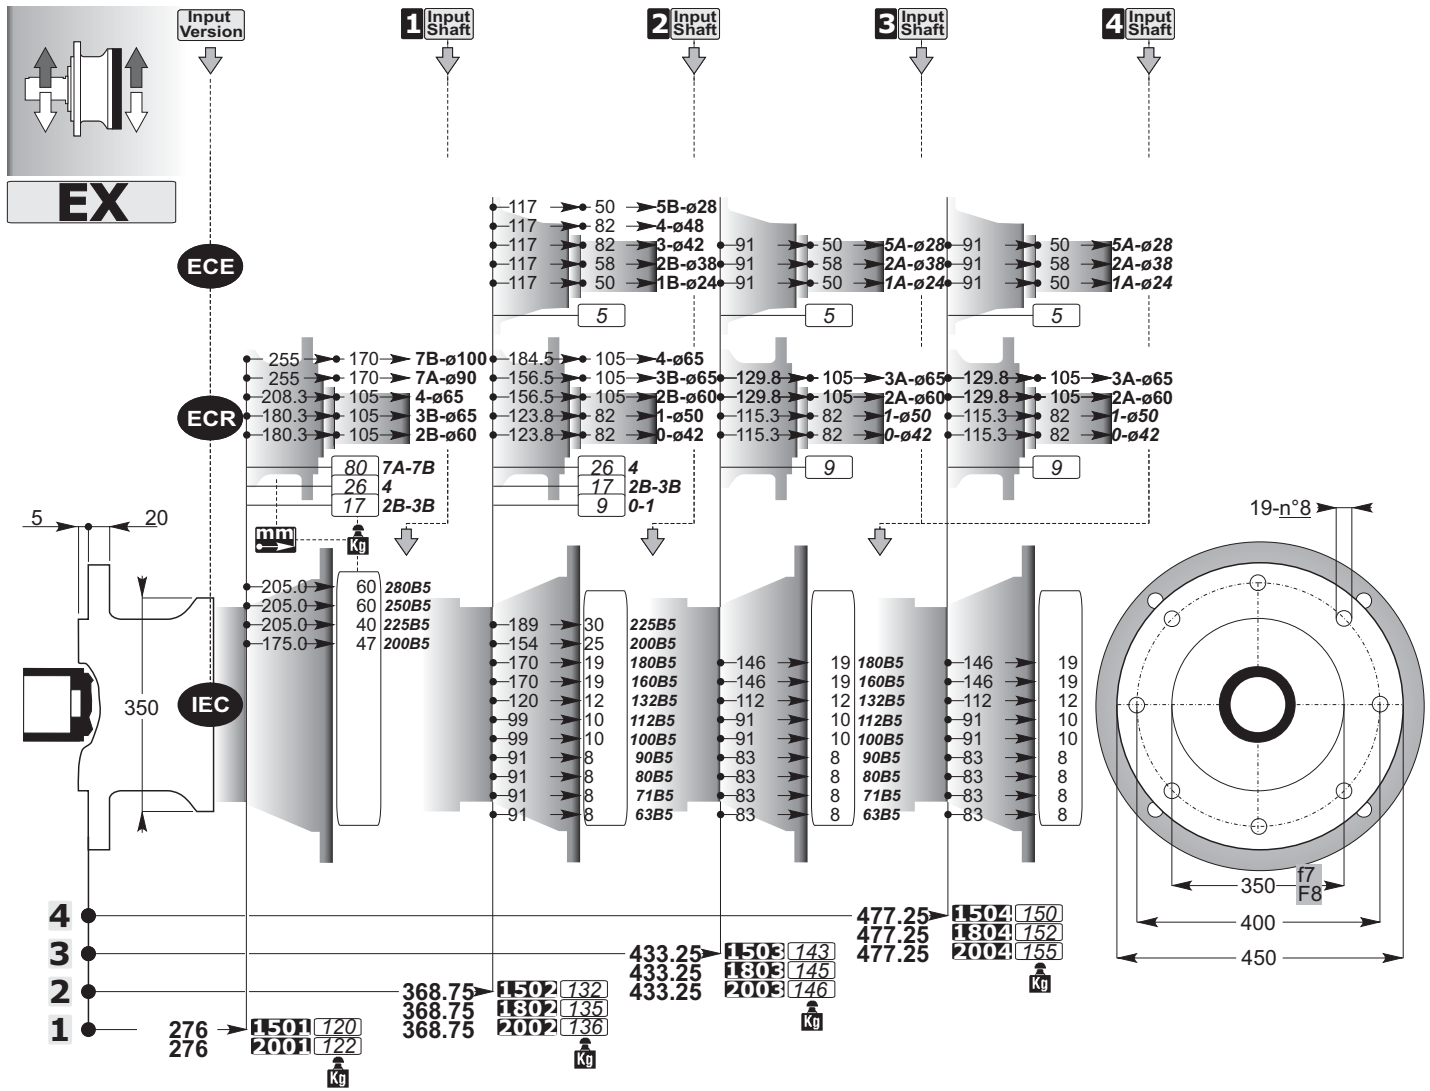 Input Version
1 Input Shaft
2 Input Shaft
3 Input Shaft
4 Input Shaft
EX
ECE
117 50 5B-ø28
117 82 4-ø48
117 82 3-ø42 91 50 5A-ø28 91 50 5A-ø28
117 58 2B-ø38 91 58 2A-ø38 91 58 2A-ø38
117 50 1B-ø24 91 50 1A-ø24 91 50 1A-ø24
5 5 5
ECR
255 170 7B-ø100 184.5 105 4-ø65
255 170 7A-ø90 156.5 105 3B-ø65 129.8 105 3A-ø65 129.8 105 3A-ø65
208.3 105 4-ø65 156.5 105 2B-ø60 129.8 105 2A-ø60 129.8 105 2A-ø60
180.3 105 3B-ø65 123.8 82 1-ø50 115.3 82 1-ø50 115.3 82 1-ø50
180.3 105 2B-ø60 123.8 82 0-ø42 115.3 82 0-ø42 115.3 82 0-ø42
80 7A-7B 26 4 9 9
26 4 17 2B-3B
17 2B-3B 9 0-1
5 20
19-n°8
mm
Kg
205.0 60 280B5
205.0 60 250B5
205.0 40 225B5 189 30 225B5
175.0 47 200B5 154 25 200B5
170 19 180B5 146 19 180B5 146 19
170 19 160B5 146 19 160B5 146 19
120 12 132B5 112 12 132B5 112 12
99 10 112B5 91 10 112B5 91 10
99 10 100B5 91 10 100B5 91 10
91 8 90B5 83 8 90B5 83 8
91 8 80B5 83 8 80B5 83 8
91 8 71B5 83 8 71B5 83 8
91 8 63B5 83 8 63B5 83 8
350
IEC
350 f7 F8
400
450
4 477.25 1504 150
477.25 1804 152
477.25 2004 155
Kg
3 433.25 1503 143
433.25 1803 145
433.25 2003 146
Kg
2 368.75 1502 132
368.75 1802 135
368.75 2002 136
Kg
1 276 1501 120
276 2001 122
Kg